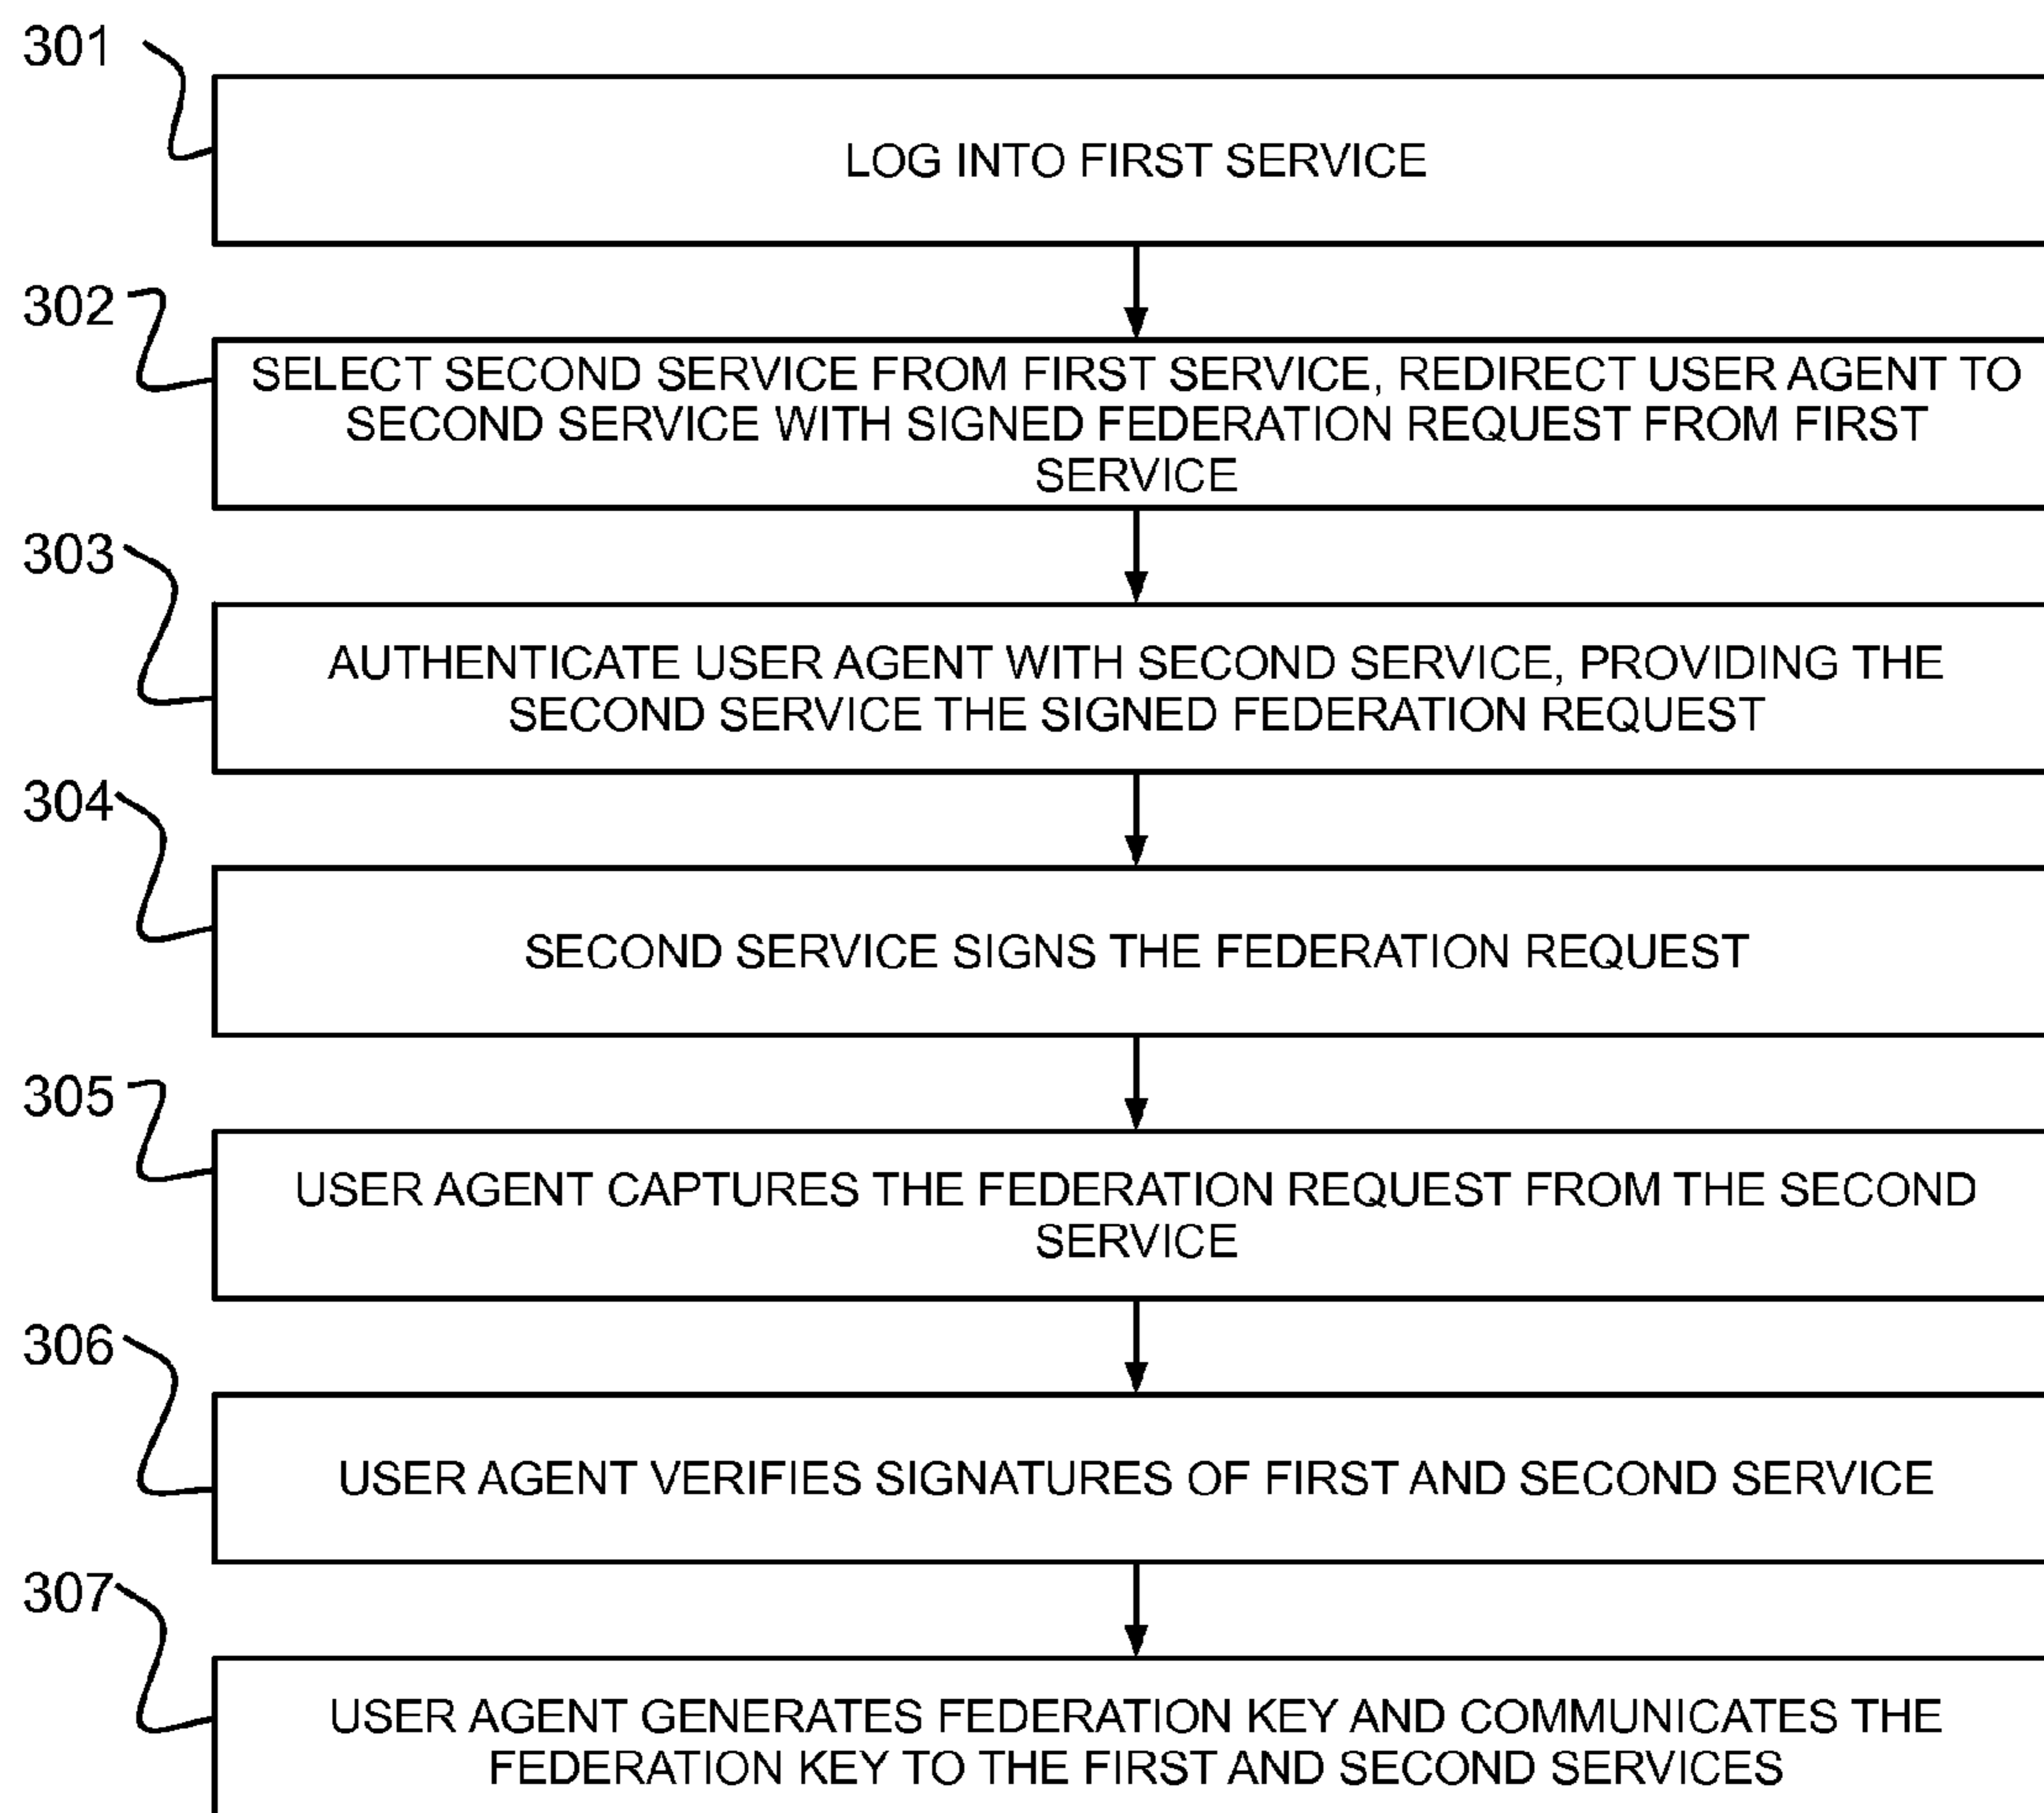 301
LOG INTO FIRST SERVICE
302
SELECT SECOND SERVICE FROM FIRST SERVICE, REDIRECT USER AGENT TO
SECOND SERVICE WITH SIGNED FEDERATION REQUEST FROM FIRST
SERVICE
303
AUTHENTICATE USER AGENT WITH SECOND SERVICE, PROVIDING THE
SECOND SERVICE THE SIGNED FEDERATION REQUEST
304
SECOND SERVICE SIGNS THE FEDERATION REQUEST
305
USER AGENT CAPTURES THE FEDERATION REQUEST FROM THE SECOND
SERVICE
306
USER AGENT VERIFIES SIGNATURES OF FIRST AND SECOND SERVICE
307
USER AGENT GENERATES FEDERATION KEY AND COMMUNICATES THE
FEDERATION KEY TO THE FIRST AND SECOND SERVICES